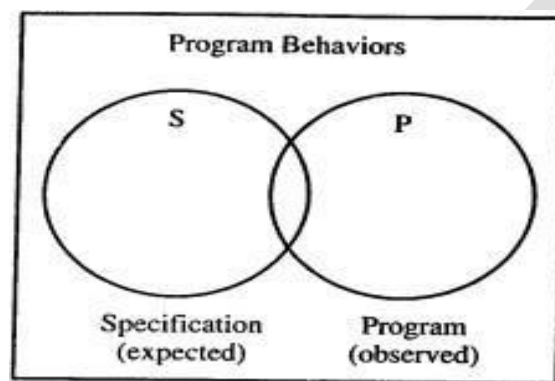 Program Behaviors
S P
Specification Program
(expected) (observed)